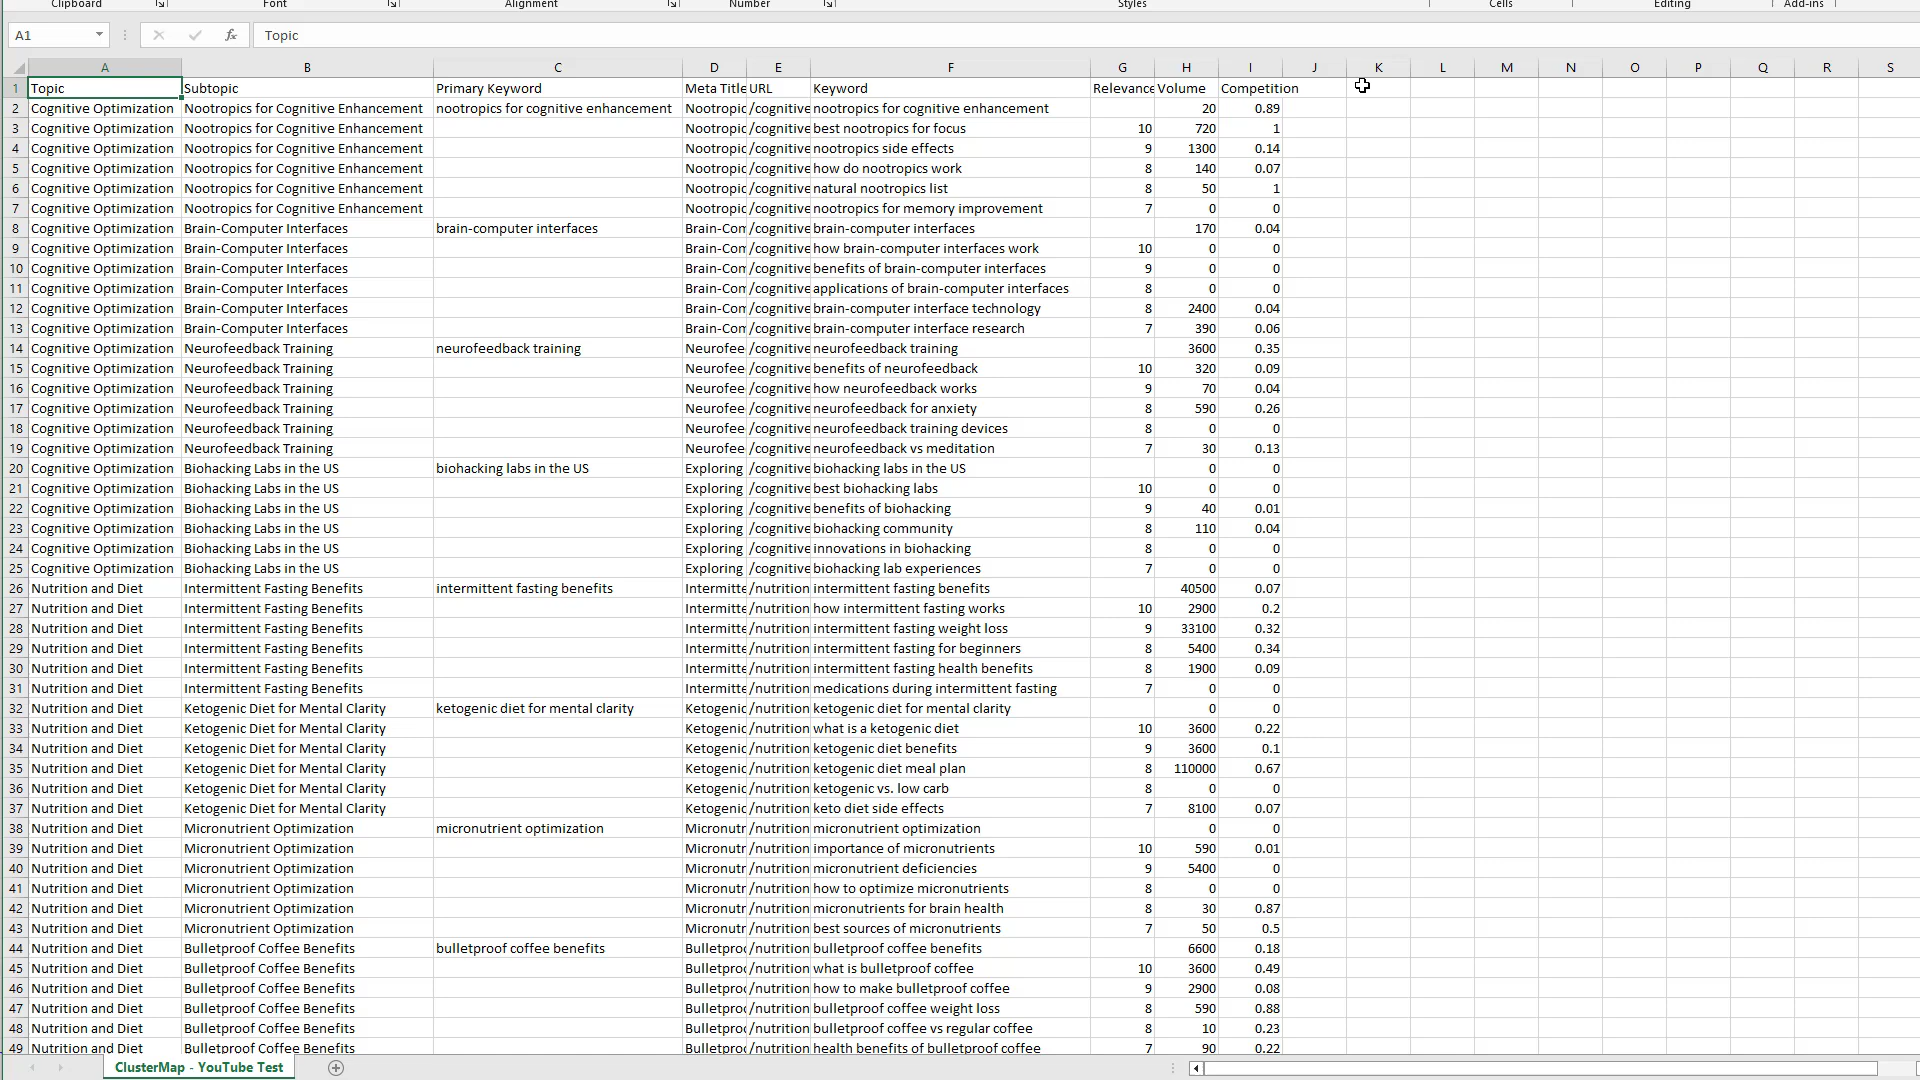 Clipboard Font Alignment Number Styles Cells Editing Add-ins
A1 fx Topic
A B C D E F G H I J K L M N O P Q R S
1 Topic Subtopic Primary Keyword Meta Title URL Keyword Relevance Volume Competition
2 Cognitive Optimization Nootropics for Cognitive Enhancement nootropics for cognitive enhancement Nootropic /cognitive nootropics for cognitive enhancement 20 0.89
3 Cognitive Optimization Nootropics for Cognitive Enhancement Nootropic /cognitive best nootropics for focus 10 720 1
4 Cognitive Optimization Nootropics for Cognitive Enhancement Nootropic /cognitive nootropics side effects 9 1300 0.14
5 Cognitive Optimization Nootropics for Cognitive Enhancement Nootropic /cognitive how do nootropics work 8 140 0.07
6 Cognitive Optimization Nootropics for Cognitive Enhancement Nootropic /cognitive natural nootropics list 8 50 1
7 Cognitive Optimization Nootropics for Cognitive Enhancement Nootropic /cognitive nootropics for memory improvement 7 0 0
8 Cognitive Optimization Brain-Computer Interfaces brain-computer interfaces Brain-Com /cognitive brain-computer interfaces 170 0.04
9 Cognitive Optimization Brain-Computer Interfaces Brain-Com /cognitive how brain-computer interfaces work 10 0 0
10 Cognitive Optimization Brain-Computer Interfaces Brain-Com /cognitive benefits of brain-computer interfaces 9 0 0
11 Cognitive Optimization Brain-Computer Interfaces Brain-Com /cognitive applications of brain-computer interfaces 8 0 0
12 Cognitive Optimization Brain-Computer Interfaces Brain-Com /cognitive brain-computer interface technology 8 2400 0.04
13 Cognitive Optimization Brain-Computer Interfaces Brain-Com /cognitive brain-computer interface research 7 390 0.06
14 Cognitive Optimization Neurofeedback Training neurofeedback training Neurofee /cognitive neurofeedback training 3600 0.35
15 Cognitive Optimization Neurofeedback Training Neurofee /cognitive benefits of neurofeedback 10 320 0.09
16 Cognitive Optimization Neurofeedback Training Neurofee /cognitive how neurofeedback works 9 70 0.04
17 Cognitive Optimization Neurofeedback Training Neurofee /cognitive neurofeedback for anxiety 8 590 0.26
18 Cognitive Optimization Neurofeedback Training Neurofee /cognitive neurofeedback training devices 8 0 0
19 Cognitive Optimization Neurofeedback Training Neurofee /cognitive neurofeedback vs meditation 7 30 0.13
20 Cognitive Optimization Biohacking Labs in the US biohacking labs in the US Exploring /cognitive biohacking labs in the US 0 0
21 Cognitive Optimization Biohacking Labs in the US Exploring /cognitive best biohacking labs 10 0 0
22 Cognitive Optimization Biohacking Labs in the US Exploring /cognitive benefits of biohacking 9 40 0.01
23 Cognitive Optimization Biohacking Labs in the US Exploring /cognitive biohacking community 8 110 0.04
24 Cognitive Optimization Biohacking Labs in the US Exploring /cognitive innovations in biohacking 8 0 0
25 Cognitive Optimization Biohacking Labs in the US Exploring /cognitive biohacking lab experiences 7 0 0
26 Nutrition and Diet Intermittent Fasting Benefits intermittent fasting benefits Intermitte /nutrition intermittent fasting benefits 40500 0.07
27 Nutrition and Diet Intermittent Fasting Benefits Intermitte /nutrition how intermittent fasting works 10 2900 0.2
28 Nutrition and Diet Intermittent Fasting Benefits Intermitte /nutrition intermittent fasting weight loss 9 33100 0.32
29 Nutrition and Diet Intermittent Fasting Benefits Intermitte /nutrition intermittent fasting for beginners 8 5400 0.34
30 Nutrition and Diet Intermittent Fasting Benefits Intermitte /nutrition intermittent fasting health benefits 8 1900 0.09
31 Nutrition and Diet Intermittent Fasting Benefits Intermitte /nutrition medications during intermittent fasting 7 0 0
32 Nutrition and Diet Ketogenic Diet for Mental Clarity ketogenic diet for mental clarity Ketogenic /nutrition ketogenic diet for mental clarity 0 0
33 Nutrition and Diet Ketogenic Diet for Mental Clarity Ketogenic /nutrition what is a ketogenic diet 10 3600 0.22
34 Nutrition and Diet Ketogenic Diet for Mental Clarity Ketogenic /nutrition ketogenic diet benefits 9 3600 0.1
35 Nutrition and Diet Ketogenic Diet for Mental Clarity Ketogenic /nutrition ketogenic diet meal plan 8 110000 0.67
36 Nutrition and Diet Ketogenic Diet for Mental Clarity Ketogenic /nutrition ketogenic vs. low carb 8 0 0
37 Nutrition and Diet Ketogenic Diet for Mental Clarity Ketogenic /nutrition keto diet side effects 7 8100 0.07
38 Nutrition and Diet Micronutrient Optimization micronutrient optimization Micronutr /nutrition micronutrient optimization 0 0
39 Nutrition and Diet Micronutrient Optimization Micronutr /nutrition importance of micronutrients 10 590 0.01
40 Nutrition and Diet Micronutrient Optimization Micronutr /nutrition micronutrient deficiencies 9 5400 0
41 Nutrition and Diet Micronutrient Optimization Micronutr /nutrition how to optimize micronutrients 8 0 0
42 Nutrition and Diet Micronutrient Optimization Micronutr /nutrition micronutrients for brain health 8 30 0.87
43 Nutrition and Diet Micronutrient Optimization Micronutr /nutrition best sources of micronutrients 7 50 0.5
44 Nutrition and Diet Bulletproof Coffee Benefits bulletproof coffee benefits Bulletproo /nutrition bulletproof coffee benefits 6600 0.18
45 Nutrition and Diet Bulletproof Coffee Benefits Bulletproo /nutrition what is bulletproof coffee 10 3600 0.49
46 Nutrition and Diet Bulletproof Coffee Benefits Bulletproo /nutrition how to make bulletproof coffee 9 2900 0.08
47 Nutrition and Diet Bulletproof Coffee Benefits Bulletproo /nutrition bulletproof coffee weight loss 8 590 0.88
48 Nutrition and Diet Bulletproof Coffee Benefits Bulletproo /nutrition bulletproof coffee vs regular coffee 8 10 0.23
49 Nutrition and Diet Bulletproof Coffee Benefits Bulletproo /nutrition health benefits of bulletproof coffee 7 90 0.22
ClusterMap - YouTube Test